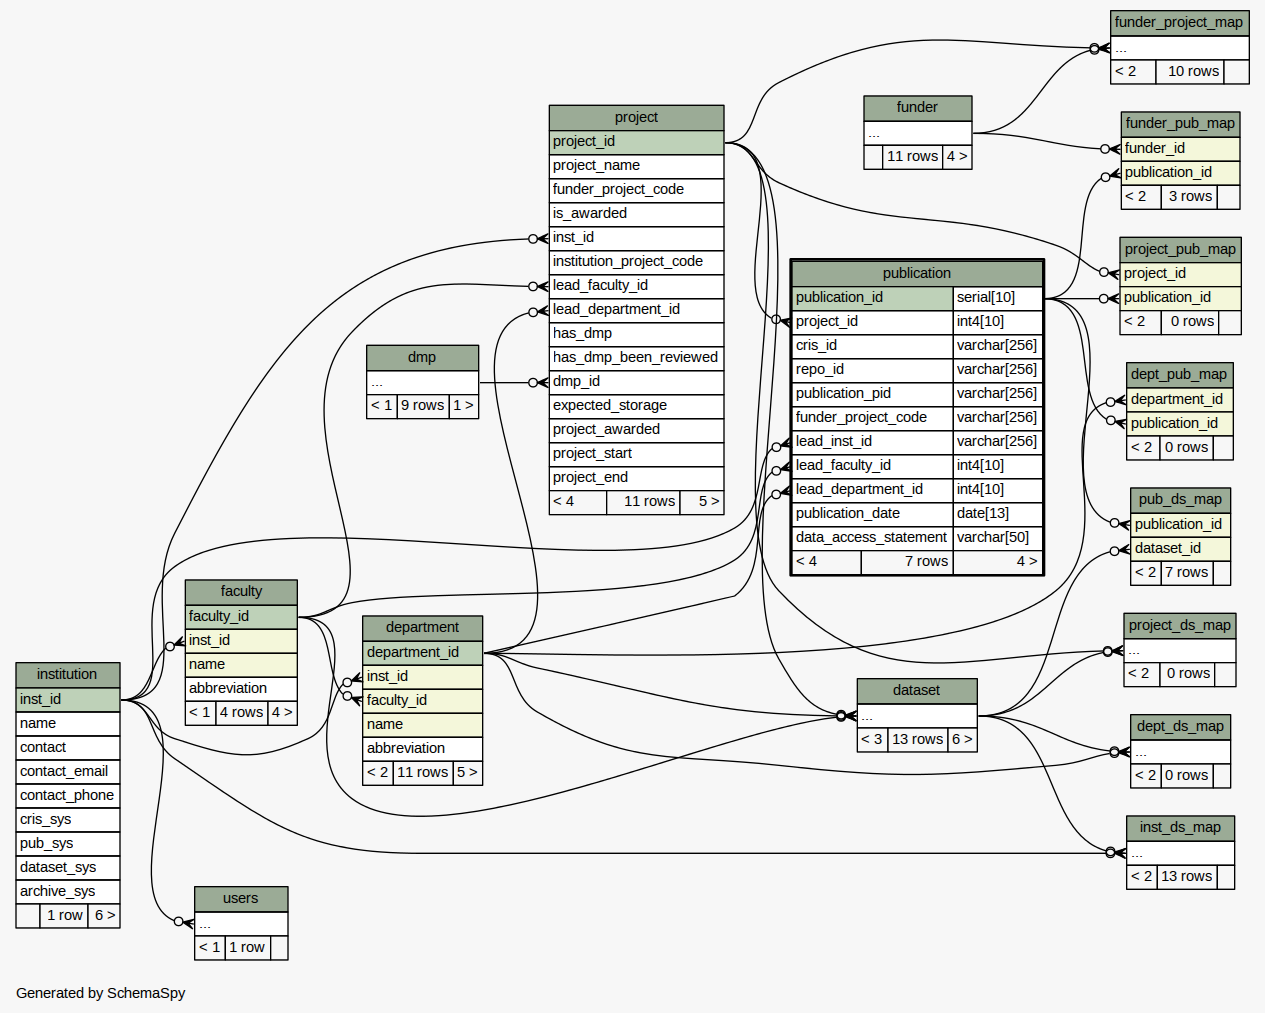 funder_project_map
...
< 2 10 rows
funder
...
11 rows 4 >
funder_pub_map
funder_id
publication_id
< 2 3 rows
project
project_id
project_name
funder_project_code
is_awarded
inst_id
institution_project_code
lead_faculty_id
lead_department_id
has_dmp
has_dmp_been_reviewed
dmp_id
expected_storage
project_awarded
project_start
project_end
< 4 11 rows 5 >
project_pub_map
project_id
publication_id
< 2 0 rows
publication
publication_id serial[10]
project_id int4[10]
cris_id varchar[256]
repo_id varchar[256]
publication_pid varchar[256]
funder_project_code varchar[256]
lead_inst_id varchar[256]
lead_faculty_id int4[10]
lead_department_id int4[10]
publication_date date[13]
data_access_statement varchar[50]
< 4 7 rows 4 >
dmp
...
< 1 9 rows 1 >
dept_pub_map
department_id
publication_id
< 2 0 rows
pub_ds_map
publication_id
dataset_id
< 2 7 rows
faculty
faculty_id
inst_id
name
abbreviation
< 1 4 rows 4 >
department
department_id
inst_id
faculty_id
name
abbreviation
< 2 11 rows 5 >
project_ds_map
...
< 2 0 rows
institution
inst_id
name
contact
contact_email
contact_phone
cris_sys
pub_sys
dataset_sys
archive_sys
1 row 6 >
dataset
...
< 3 13 rows 6 >
dept_ds_map
...
< 2 0 rows
inst_ds_map
...
< 2 13 rows
users
...
< 1 1 row
Generated by SchemaSpy